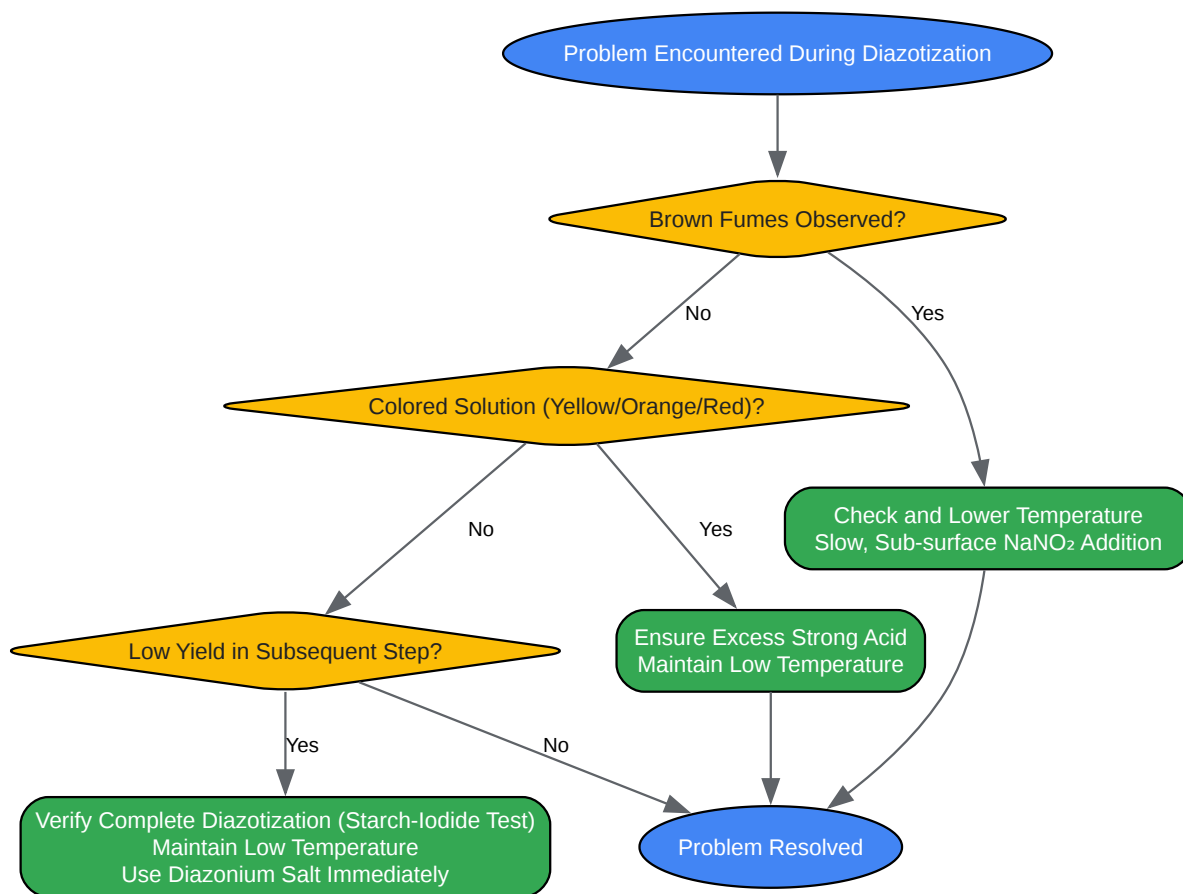 Problem Encountered During Diazotization
Brown Fumes Observed?
No
Yes
Colored Solution (Yellow/Orange/Red)?
No
Yes
Check and Lower Temperature
Slow, Sub-surface NaNO₂ Addition
Low Yield in Subsequent Step?
Ensure Excess Strong Acid
Maintain Low Temperature
Yes
No
Verify Complete Diazotization (Starch-Iodide Test)
Maintain Low Temperature
Use Diazonium Salt Immediately
Problem Resolved